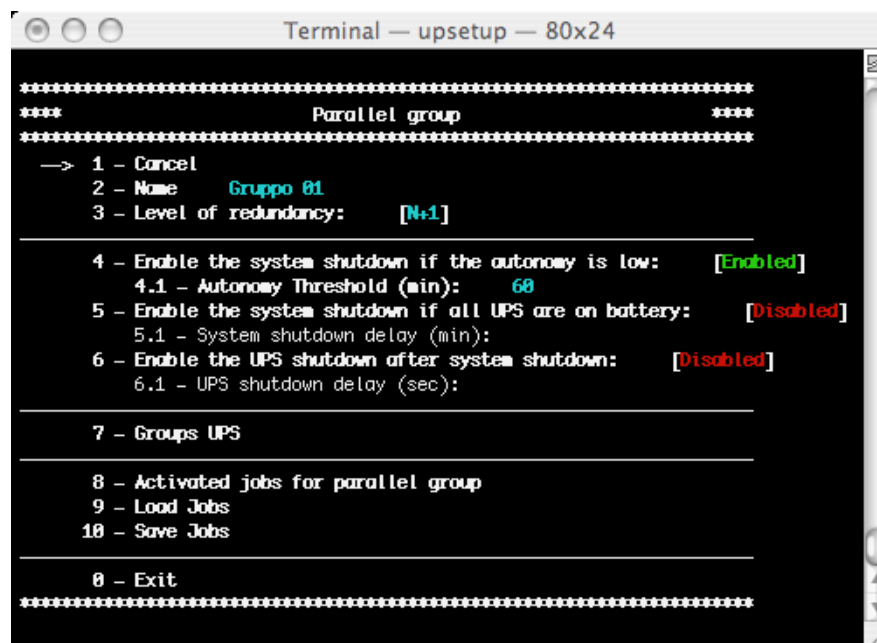 Terminal — upsetup — 80x24
**********************************************************************
**** Parallel group ****
**********************************************************************
—> 1 – Cancel
2 – Name Gruppo 01
3 – Level of redundancy: [N+1]
4 – Enable the system shutdown if the autonomy is low: [Enabled]
4.1 – Autonomy Threshold (min): 60
5 – Enable the system shutdown if all UPS are on battery: [Disabled]
5.1 – System shutdown delay (min):
6 – Enable the UPS shutdown after system shutdown: [Disabled]
6.1 – UPS shutdown delay (sec):
7 – Groups UPS
8 – Activated jobs for parallel group
9 – Load Jobs
10 – Save Jobs
0 – Exit
**********************************************************************